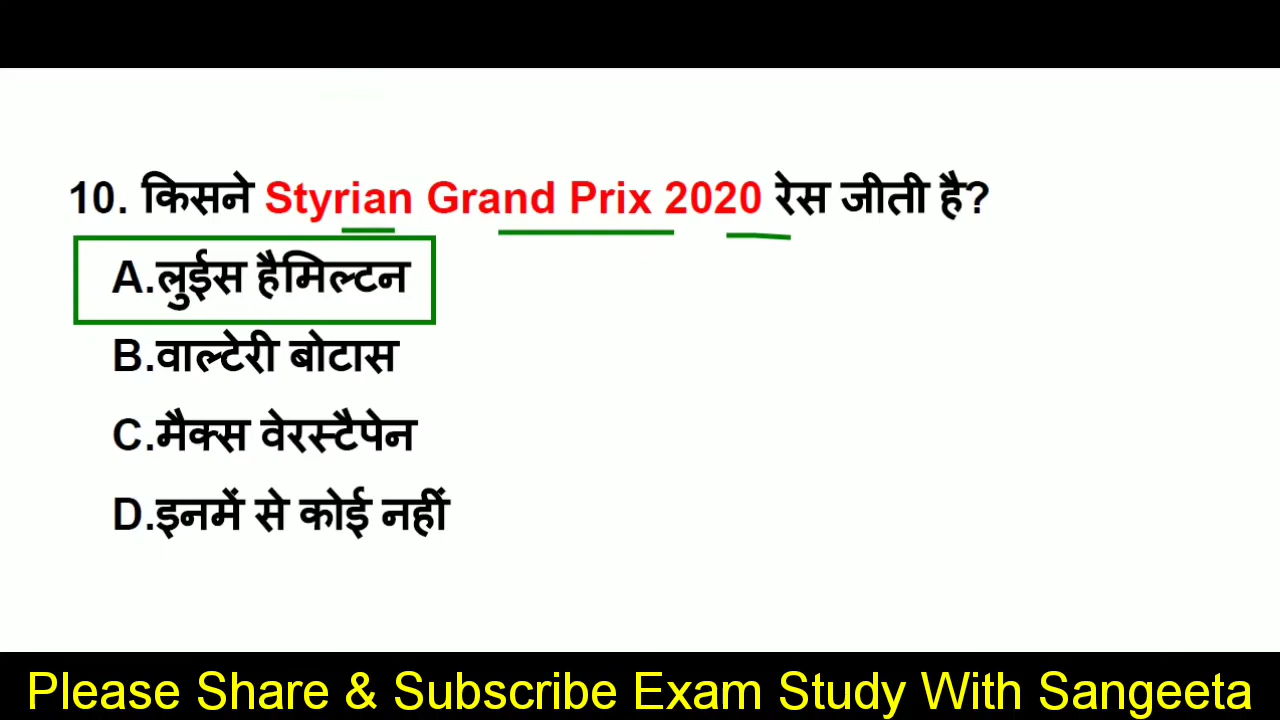 10. किसने Styrian Grand Prix 2020 रेस जीती है?
A.लुईस हैमिल्टन
B.वाल्टेरी बोटास
C.मैक्स वेरस्टैपेन
D.इनमें से कोई नहीं
Please Share & Subscribe Exam Study With Sangeeta